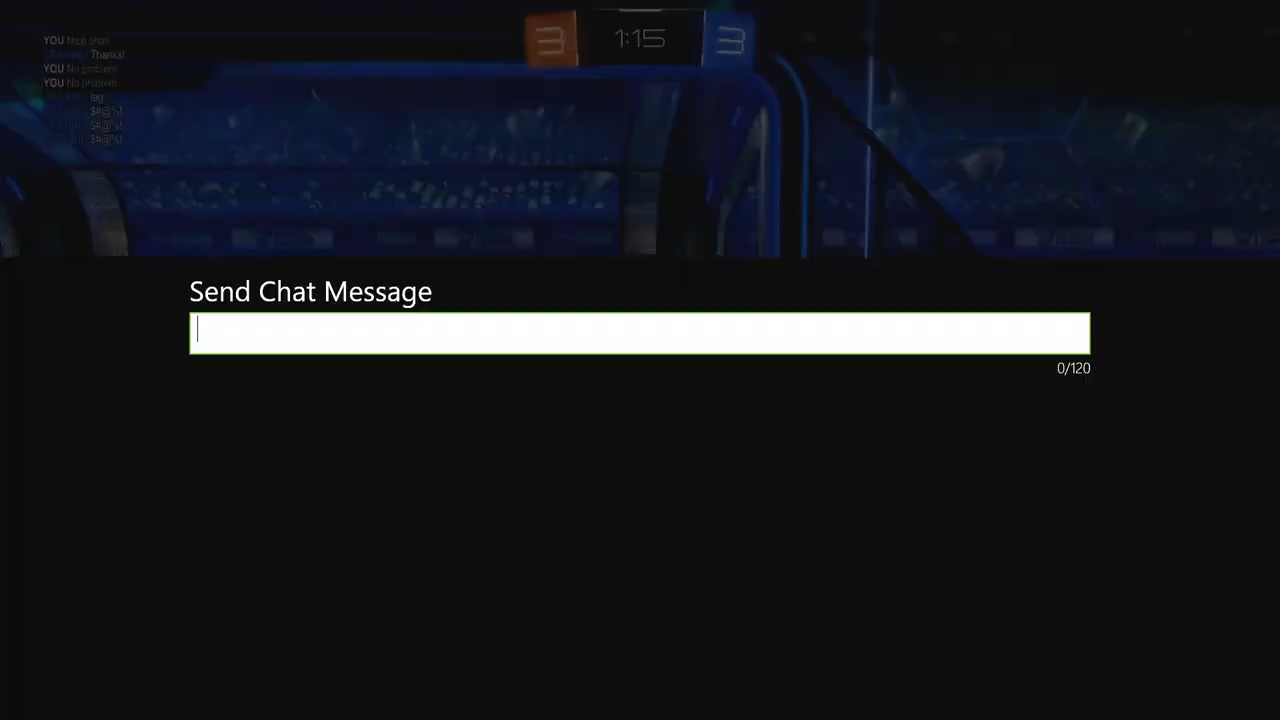 YOU Nice shot!
Thanks!
YOU No problem.
YOU No problem.
lag
$#@%!
$#@%!
$#@%!
3 1:15 3
Send Chat Message
0/120